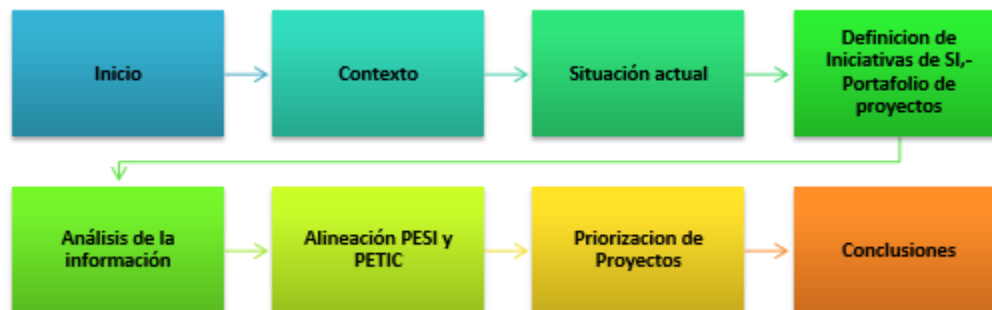 Inicio
Contexto
Situación actual
Definicion de
Iniciativas de SI,-
Portafolio de
proyectos
Análisis de la
información
Alineación PESI y
PETIC
Priorizacion de
Proyectos
Conclusiones